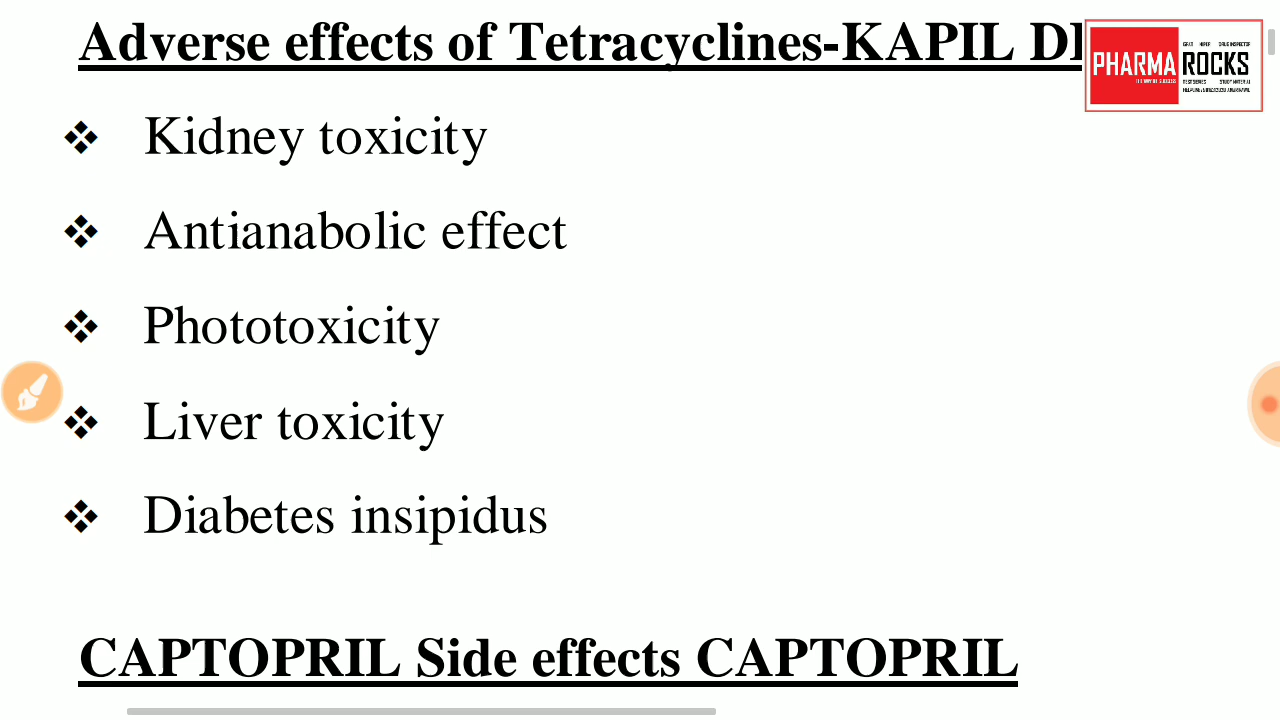 Adverse effects of Tetracyclines-KAPIL
PHARMA ROCKS
❖ Kidney toxicity
❖ Antianabolic effect
❖ Phototoxicity
❖ Liver toxicity
❖ Diabetes insipidus
CAPTOPRIL Side effects CAPTOPRIL